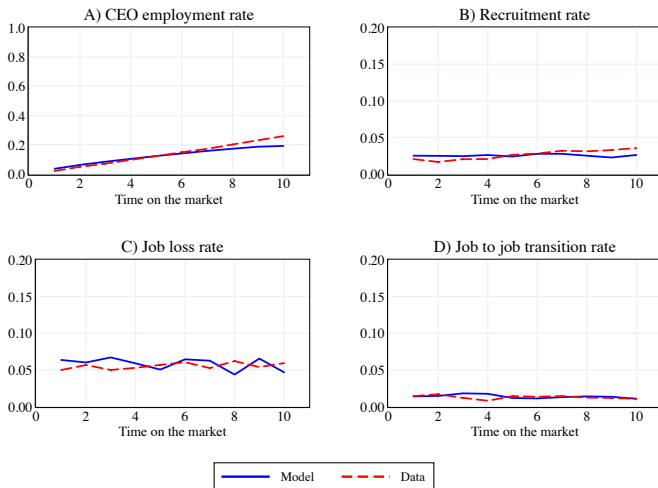 A) CEO employment rate
1.0
0.8
0.6
0.4
0.2
0.0
0 2 4 6 8 10
Time on the market
B) Recruitment rate
0.20
0.15
0.10
0.05
0.00
0 2 4 6 8 10
Time on the market
C) Job loss rate
0.20
0.15
0.10
0.05
0.00
0 2 4 6 8 10
Time on the market
D) Job to job transition rate
0.20
0.15
0.10
0.05
0.00
0 2 4 6 8 10
Time on the market
Model Data